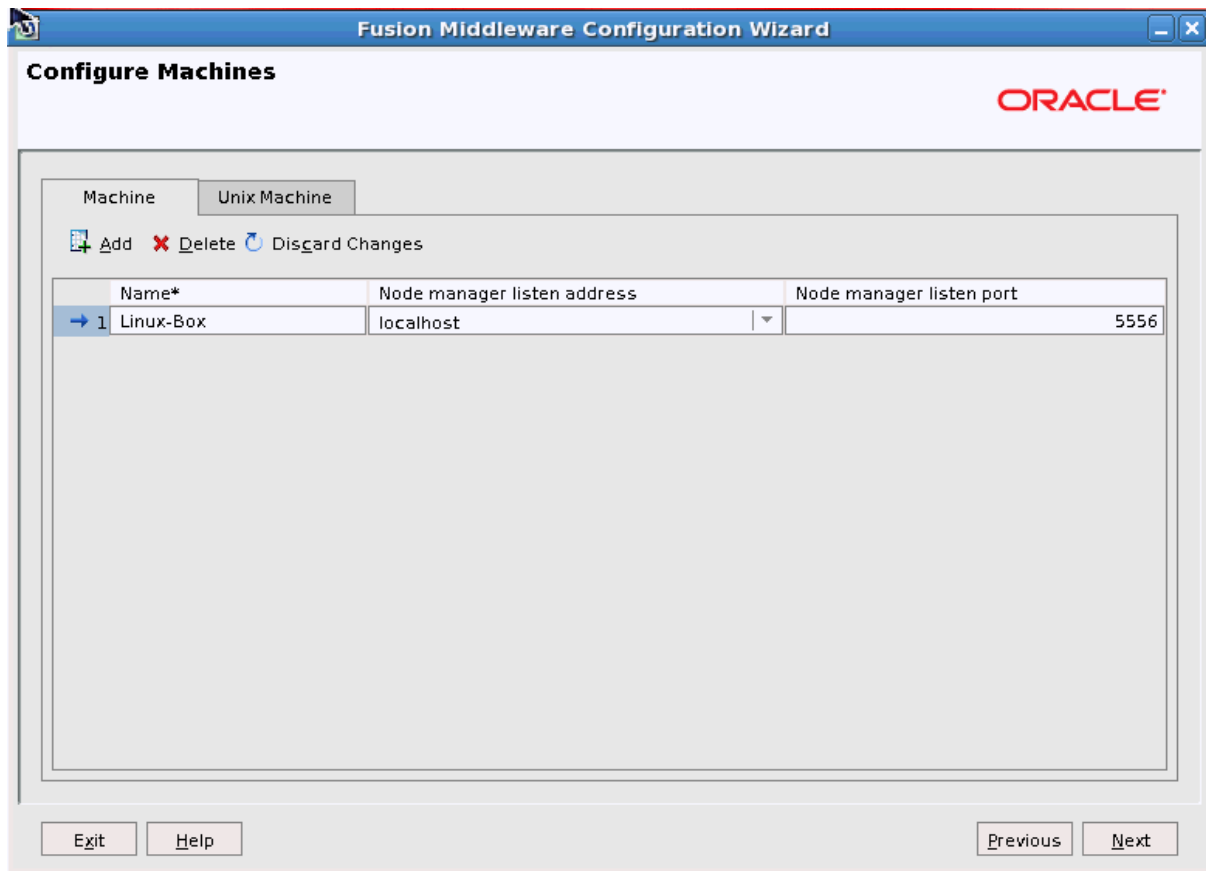 Fusion Middleware Configuration Wizard
Configure Machines
ORACLE
Machine Unix Machine
Add Delete Discard Changes
Name* Node manager listen address Node manager listen port
1 Linux-Box localhost 5556
Exit Help Previous Next